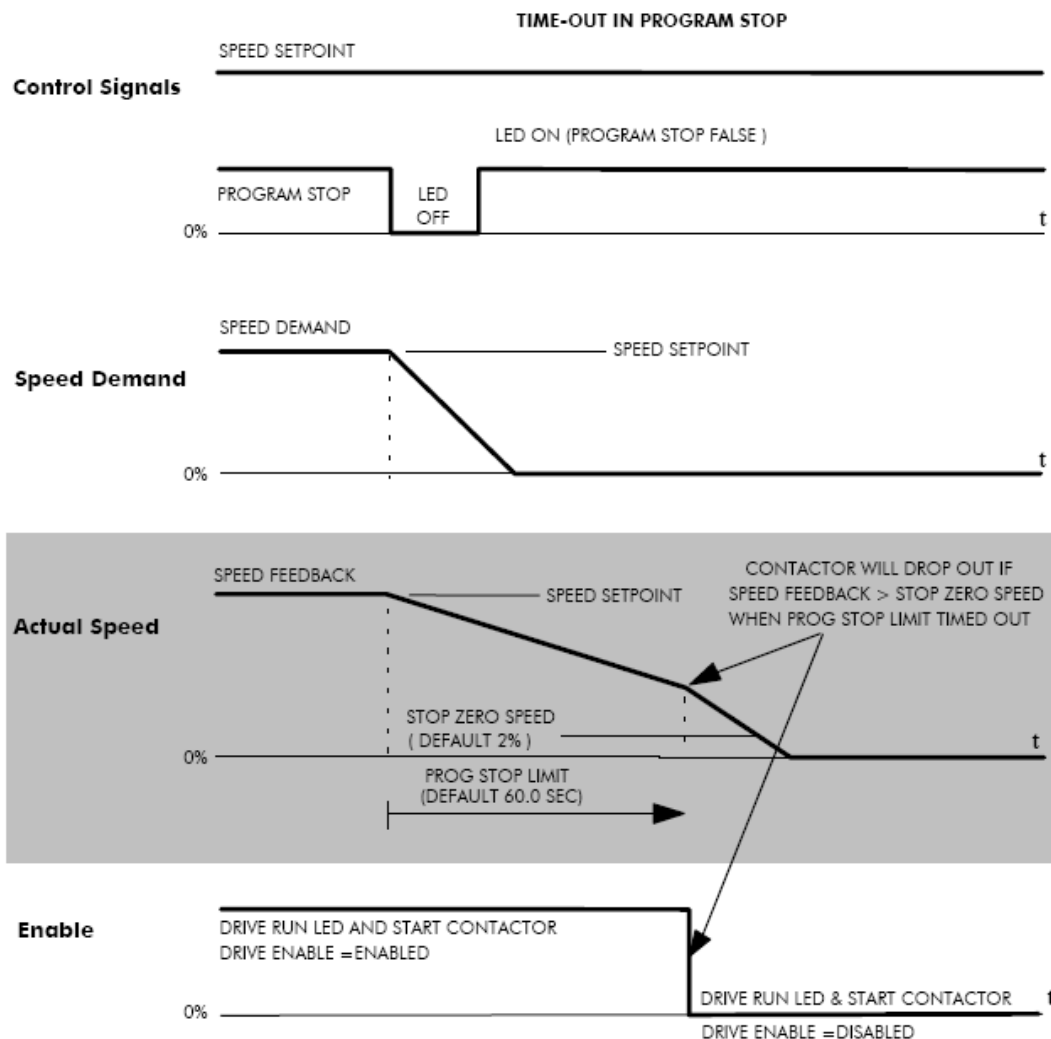 TIME-OUT IN PROGRAM STOP
SPEED SETPOINT
Control Signals
LED ON (PROGRAM STOP FALSE )
PROGRAM STOP
LED
OFF
0%
t
SPEED DEMAND
SPEED SETPOINT
Speed Demand
0%
t
SPEED FEEDBACK
SPEED SETPOINT
CONTACTOR WILL DROP OUT IF
SPEED FEEDBACK > STOP ZERO SPEED
WHEN PROG STOP LIMIT TIMED OUT
Actual Speed
STOP ZERO SPEED
( DEFAULT 2% )
0%
t
PROG STOP LIMIT
(DEFAULT 60.0 SEC)
Enable
DRIVE RUN LED AND START CONTACTOR
DRIVE ENABLE =ENABLED
0%
DRIVE RUN LED & START CONTACTOR
t
DRIVE ENABLE =DISABLED